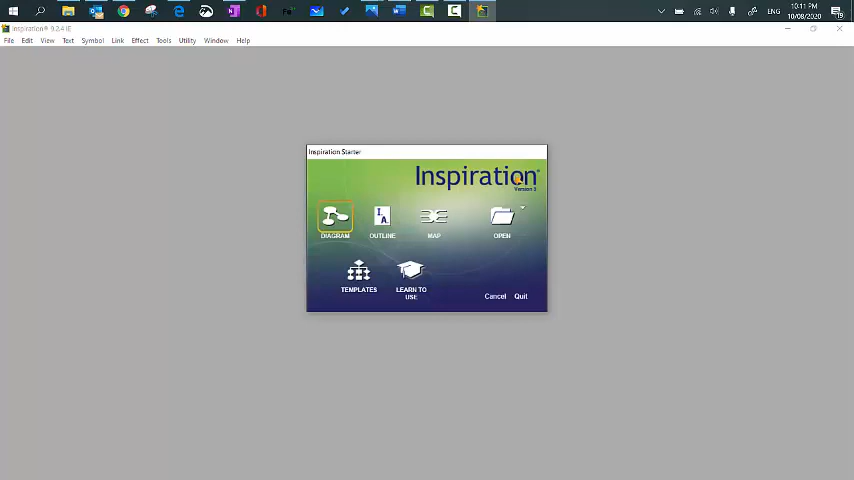 10:11 PM
ENG
10/08/2020
19
Inspiration® 9.2.4 IE
File Edit View Text Symbol Link Effect Tools Utility Window Help
Inspiration Starter
Inspiration®
Version 9
DIAGRAM OUTLINE MAP OPEN
TEMPLATES LEARN TO
USE
Cancel Quit